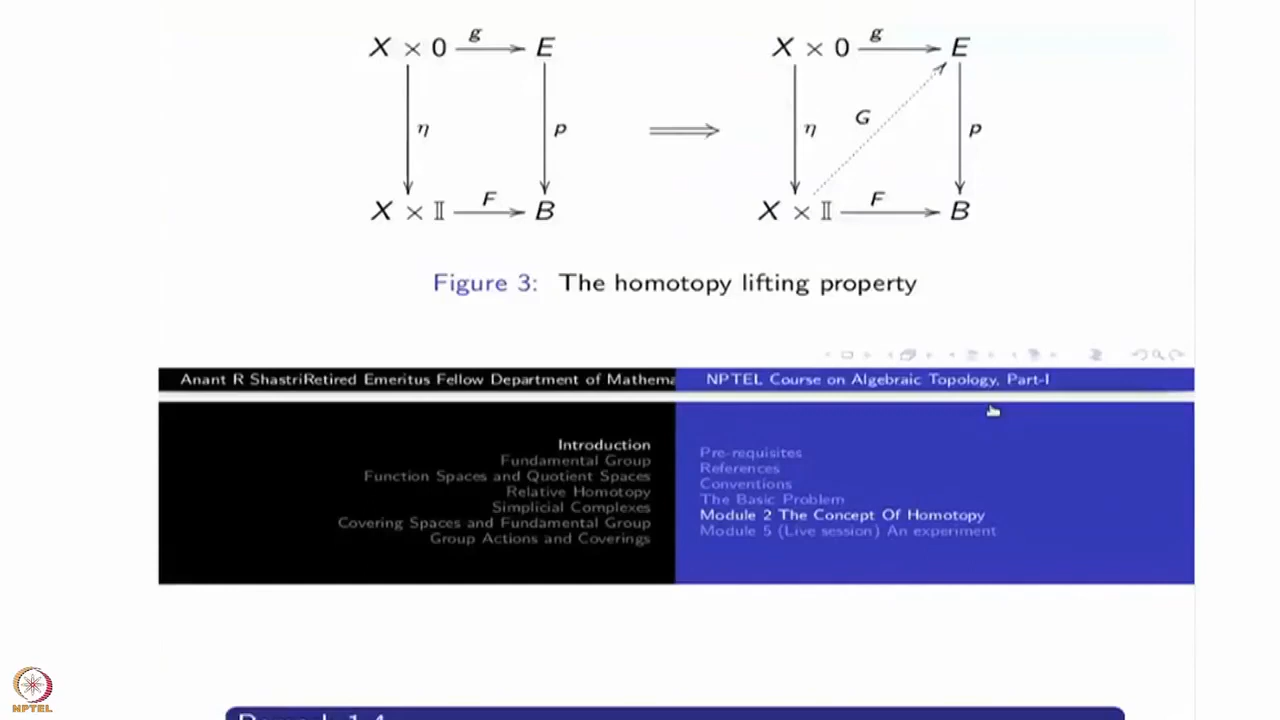 X × 0 g E X × 0 g E
η p ⟹ η G p
X × 𝕀 F B X × 𝕀 F B
Figure 3: The homotopy lifting property
Anant R ShastriRetired Emeritus Fellow Department of Mathema
NPTEL Course on Algebraic Topology, Part-I
Introduction
Fundamental Group
Function Spaces and Quotient Spaces
Relative Homotopy
Simplicial Complexes
Covering Spaces and Fundamental Group
Group Actions and Coverings
Pre-requisites
References
Conventions
The Basic Problem
Module 2 The Concept Of Homotopy
Module 5 (Live session) An experiment
NPTEL